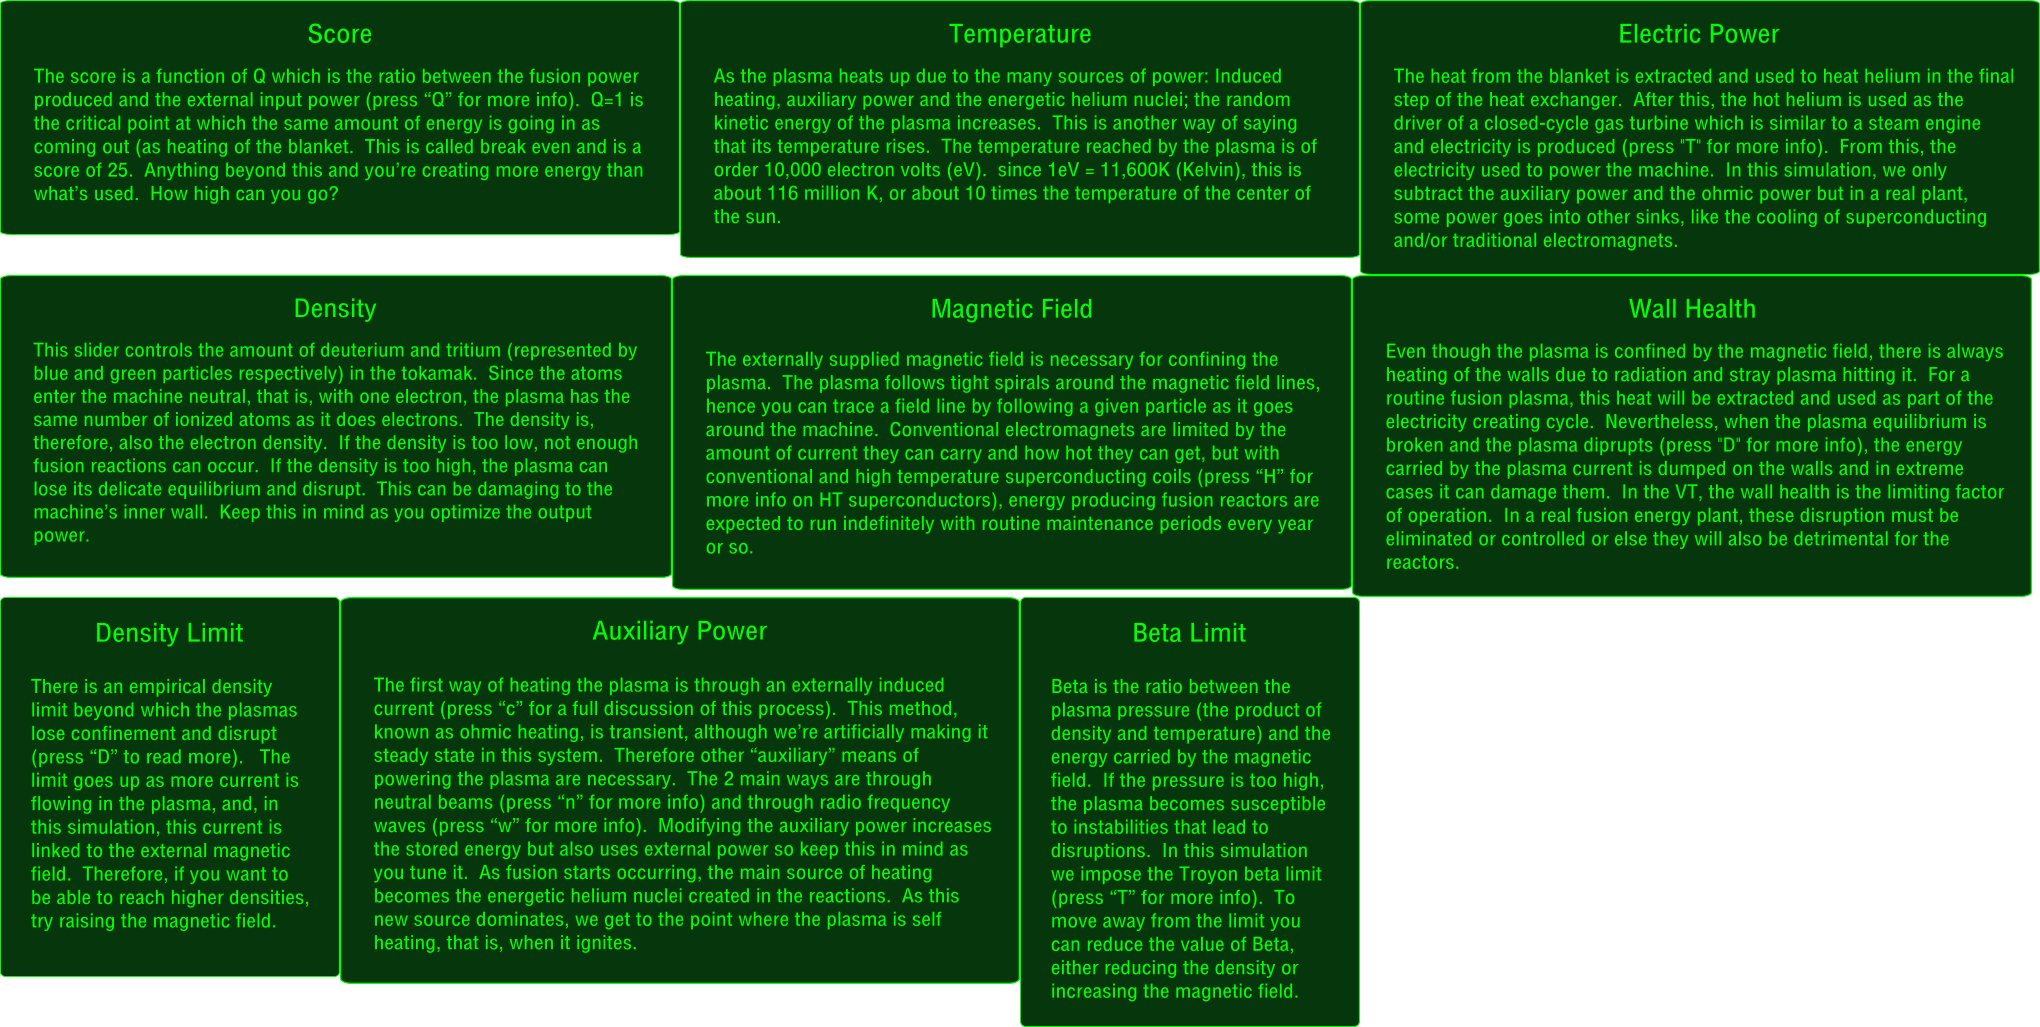 Score
The score is a function of Q which is the ratio between the fusion power
produced and the external input power (press “Q” for more info).  Q=1 is
the critical point at which the same amount of energy is going in as
coming out (as heating of the blanket.  This is called break even and is a
score of 25.  Anything beyond this and you’re creating more energy than
what’s used.  How high can you go?
Temperature
As the plasma heats up due to the many sources of power: Induced
heating, auxiliary power and the energetic helium nuclei; the random
kinetic energy of the plasma increases.  This is another way of saying
that its temperature rises.  The temperature reached by the plasma is of
order 10,000 electron volts (eV).  since 1eV = 11,600K (Kelvin), this is
about 116 million K, or about 10 times the temperature of the center of
the sun.
Electric Power
The heat from the blanket is extracted and used to heat helium in the final
step of the heat exchanger.  After this, the hot helium is used as the
driver of a closed-cycle gas turbine which is similar to a steam engine
and electricity is produced (press "T" for more info).  From this, the
electricity used to power the machine.  In this simulation, we only
subtract the auxiliary power and the ohmic power but in a real plant,
some power goes into other sinks, like the cooling of superconducting
and/or traditional electromagnets.
Density
This slider controls the amount of deuterium and tritium (represented by
blue and green particles respectively) in the tokamak.  Since the atoms
enter the machine neutral, that is, with one electron, the plasma has the
same number of ionized atoms as it does electrons.  The density is,
therefore, also the electron density.  If the density is too low, not enough
fusion reactions can occur.  If the density is too high, the plasma can
lose its delicate equilibrium and disrupt.  This can be damaging to the
machine’s inner wall.  Keep this in mind as you optimize the output
power.
Magnetic Field
The externally supplied magnetic field is necessary for confining the
plasma.  The plasma follows tight spirals around the magnetic field lines,
hence you can trace a field line by following a given particle as it goes
around the machine.  Conventional electromagnets are limited by the
amount of current they can carry and how hot they can get, but with
conventional and high temperature superconducting coils (press “H” for
more info on HT superconductors), energy producing fusion reactors are
expected to run indefinitely with routine maintenance periods every year
or so.
Wall Health
Even though the plasma is confined by the magnetic field, there is always
heating of the walls due to radiation and stray plasma hitting it.  For a
routine fusion plasma, this heat will be extracted and used as part of the
electricity creating cycle.  Nevertheless, when the plasma equilibrium is
broken and the plasma diprupts (press "D" for more info), the energy
carried by the plasma current is dumped on the walls and in extreme
cases it can damage them.  In the VT, the wall health is the limiting factor
of operation.  In a real fusion energy plant, these disruption must be
eliminated or controlled or else they will also be detrimental for the
reactors.
Density Limit
There is an empirical density
limit beyond which the plasmas
lose confinement and disrupt
(press “D” to read more).   The
limit goes up as more current is
flowing in the plasma, and, in
this simulation, this current is
linked to the external magnetic
field.  Therefore, if you want to
be able to reach higher densities,
try raising the magnetic field.
Auxiliary Power
The first way of heating the plasma is through an externally induced
current (press “c” for a full discussion of this process).  This method,
known as ohmic heating, is transient, although we’re artificially making it
steady state in this system.  Therefore other “auxiliary” means of
powering the plasma are necessary.  The 2 main ways are through
neutral beams (press “n” for more info) and through radio frequency
waves (press “w” for more info).  Modifying the auxiliary power increases
the stored energy but also uses external power so keep this in mind as
you tune it.  As fusion starts occurring, the main source of heating
becomes the energetic helium nuclei created in the reactions.  As this
new source dominates, we get to the point where the plasma is self
heating, that is, when it ignites.
Beta Limit
Beta is the ratio between the
plasma pressure (the product of
density and temperature) and the
energy carried by the magnetic
field.  If the pressure is too high,
the plasma becomes susceptible
to instabilities that lead to
disruptions.  In this simulation
we impose the Troyon beta limit
(press “T” for more info).  To
move away from the limit you
can reduce the value of Beta,
either reducing the density or
increasing the magnetic field.